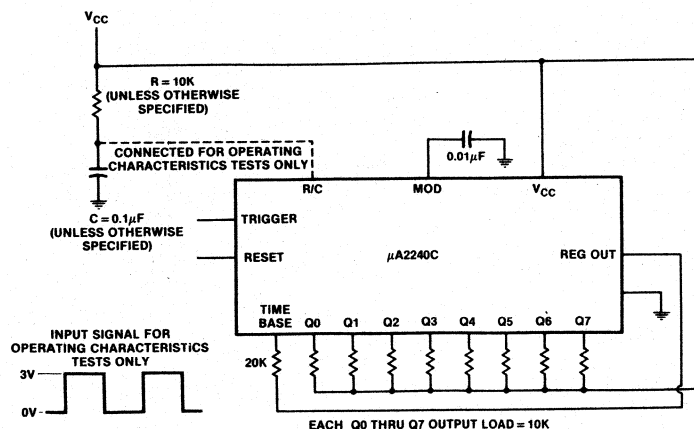 VCC
R = 10K
(UNLESS OTHERWISE
SPECIFIED)
CONNECTED FOR OPERATING
CHARACTERISTICS TESTS ONLY
0.01µF
R/C
MOD
VCC
C = 0.1µF
(UNLESS OTHERWISE
SPECIFIED)
TRIGGER
RESET
µA2240C
REG OUT
TIME
BASE
Q0
Q1
Q2
Q3
Q4
Q5
Q6
Q7
20K
INPUT SIGNAL FOR
OPERATING CHARACTERISTICS
TESTS ONLY
3V
0V
EACH Q0 THRU Q7 OUTPUT LOAD = 10K